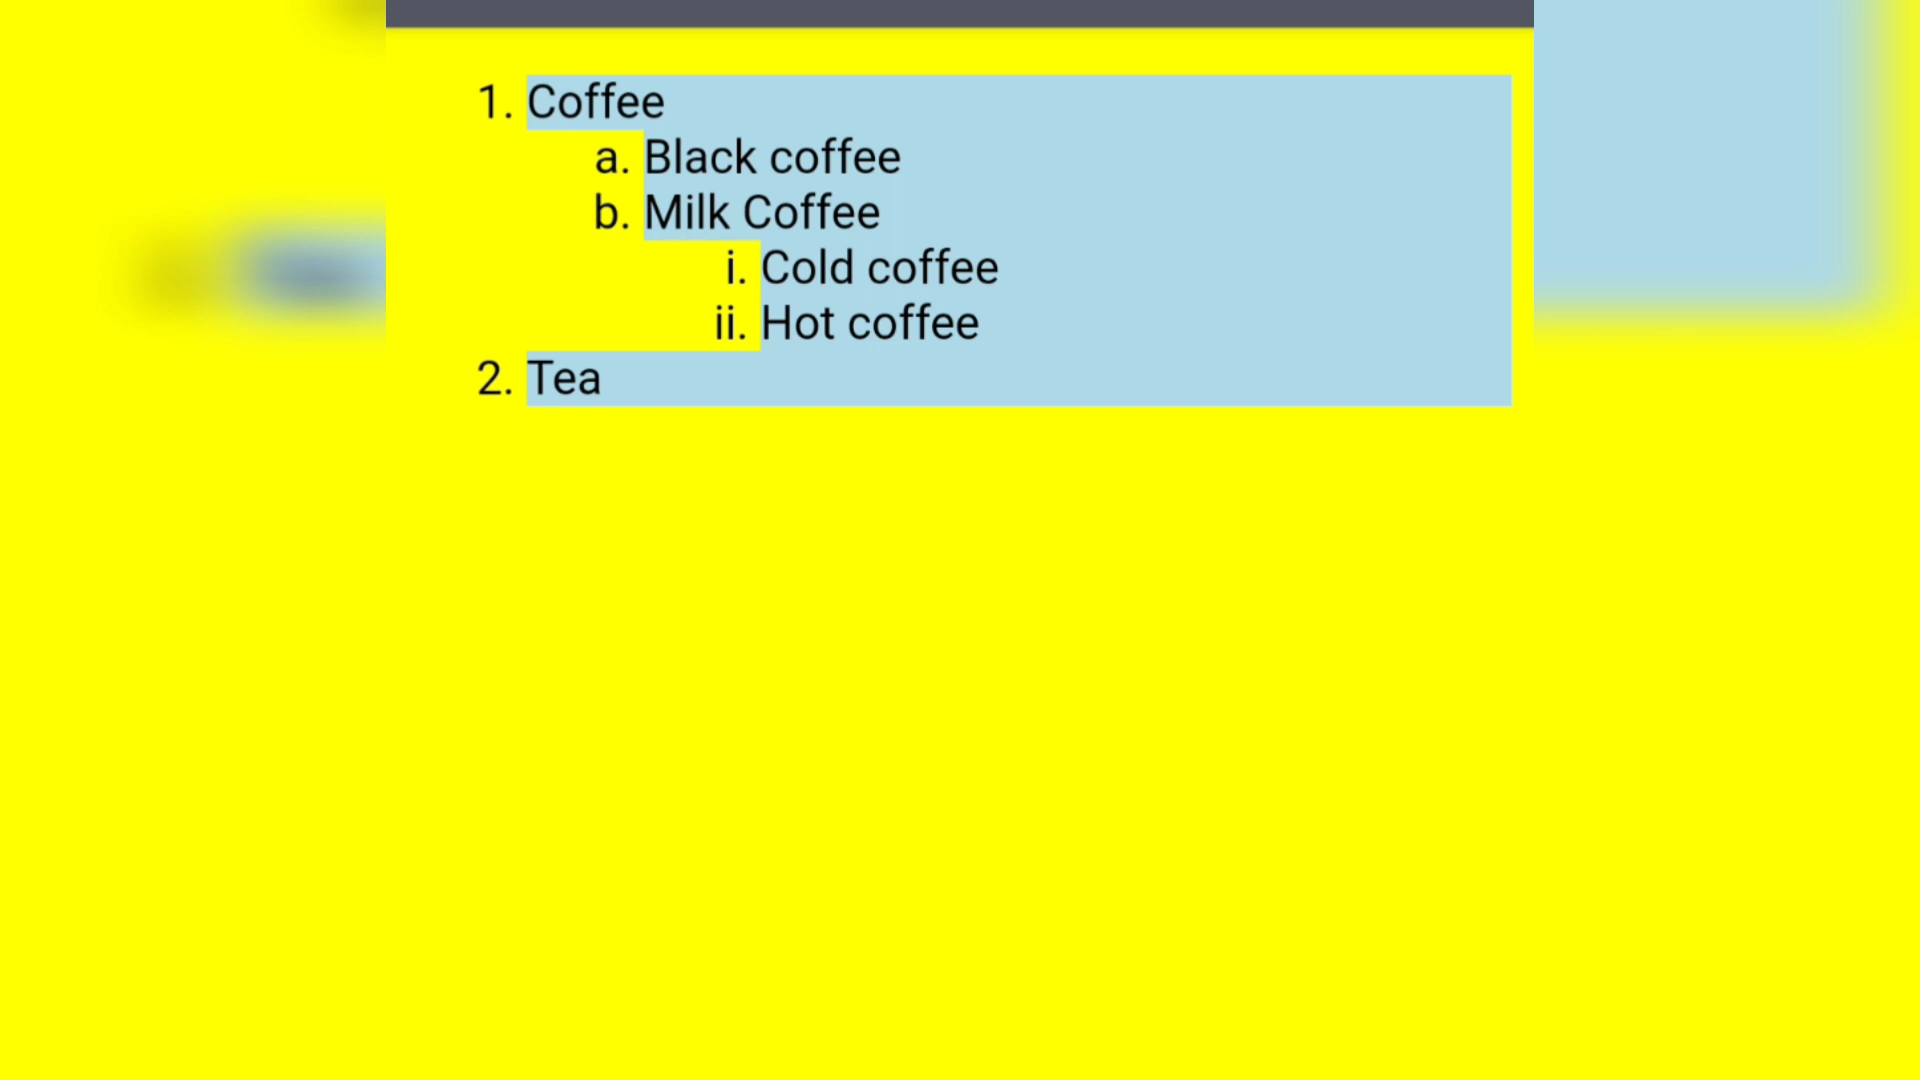 1. Coffee
a. Black coffee
b. Milk Coffee
i. Cold coffee
ii. Hot coffee
2. Tea